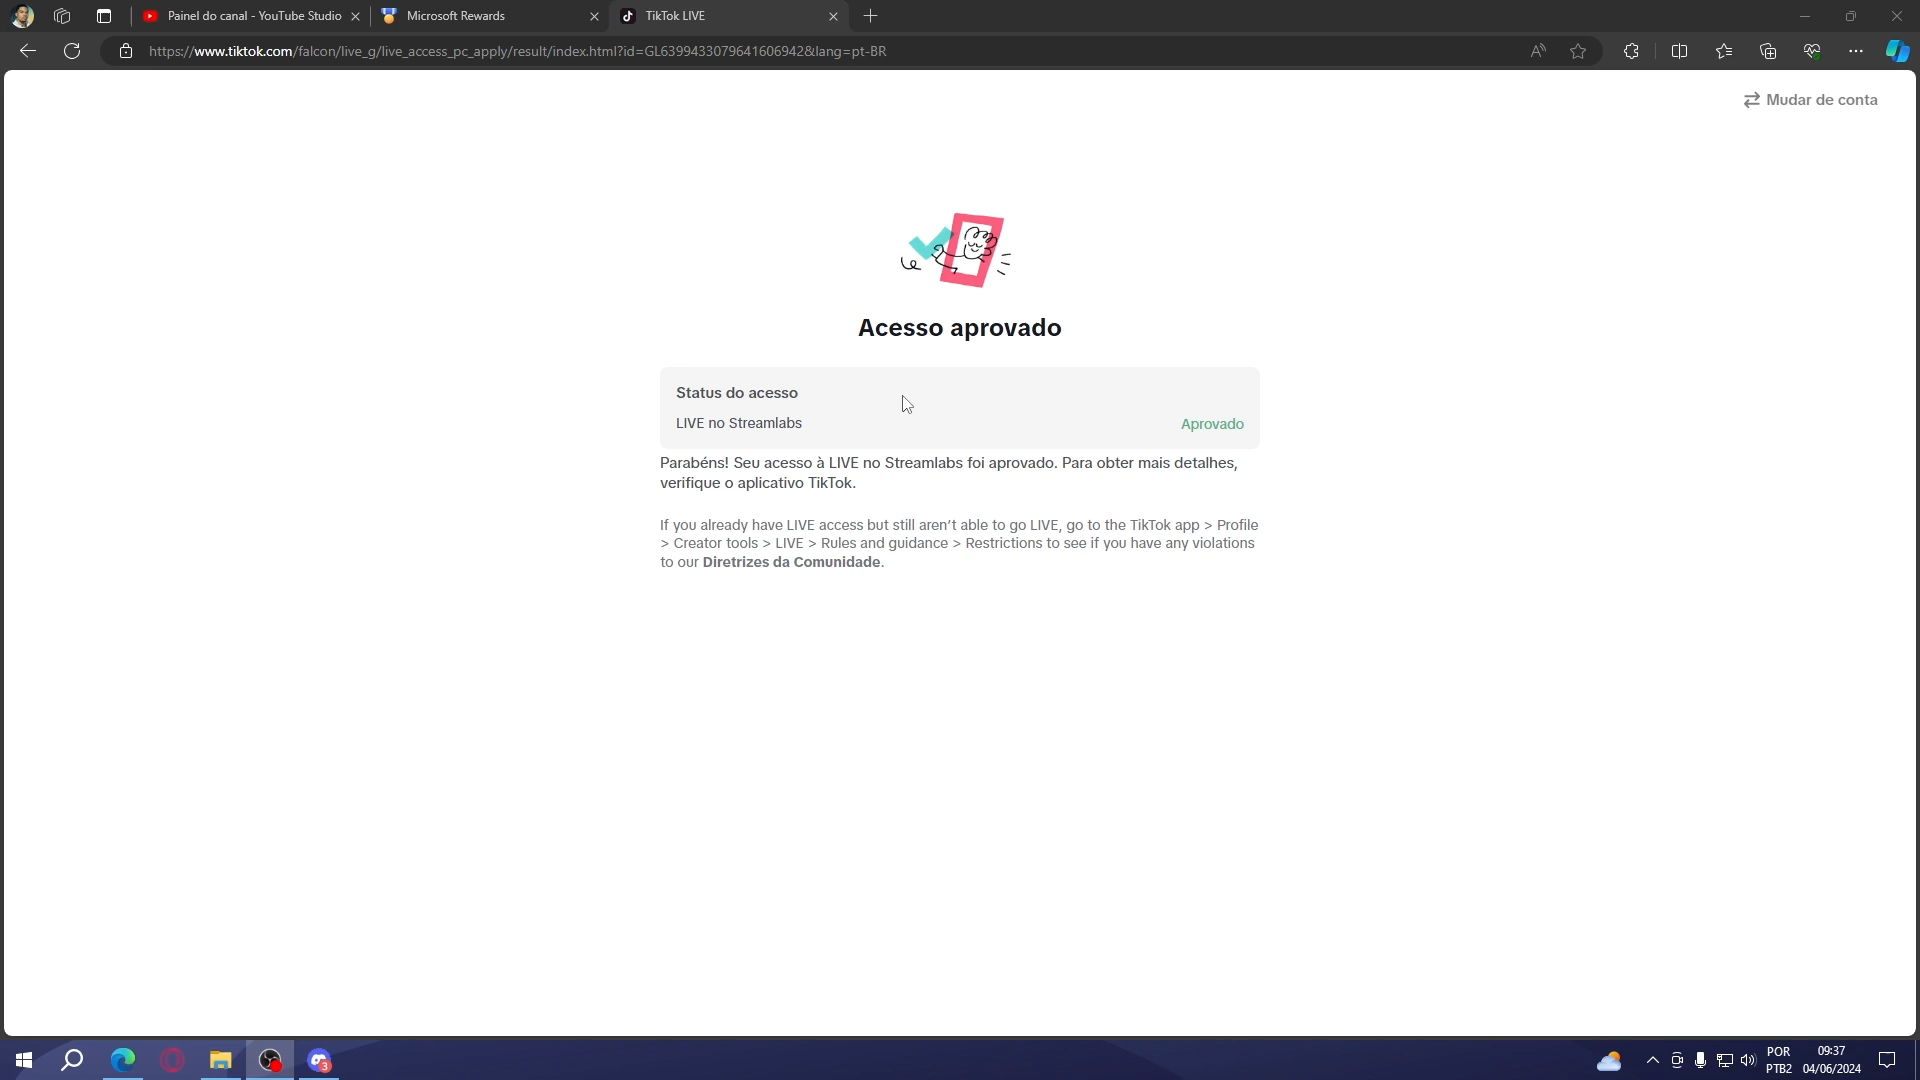 Painel do canal - YouTube Studio
Microsoft Rewards
TikTok LIVE
https://www.tiktok.com/falcon/live_g/live_access_pc_apply/result/index.html?id=GL6399433079641606942&lang=pt-BR
Mudar de conta
Acesso aprovado
Status do acesso
LIVE no Streamlabs
Aprovado
Parabéns! Seu acesso à LIVE no Streamlabs foi aprovado. Para obter mais detalhes,
verifique o aplicativo TikTok.
If you already have LIVE access but still aren't able to go LIVE, go to the TikTok app > Profile
> Creator tools > LIVE > Rules and guidance > Restrictions to see if you have any violations
to our Diretrizes da Comunidade.
3
POR
PTB2
09:37
04/06/2024